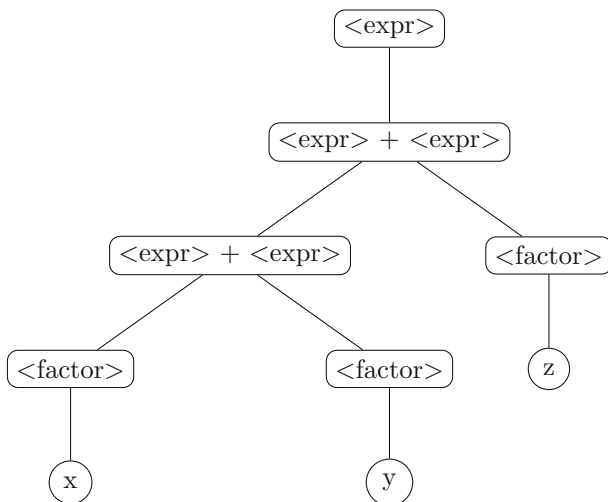 <expr>
<expr> + <expr>
<expr> + <expr>
<factor>
<factor>
<factor>
z
x
y